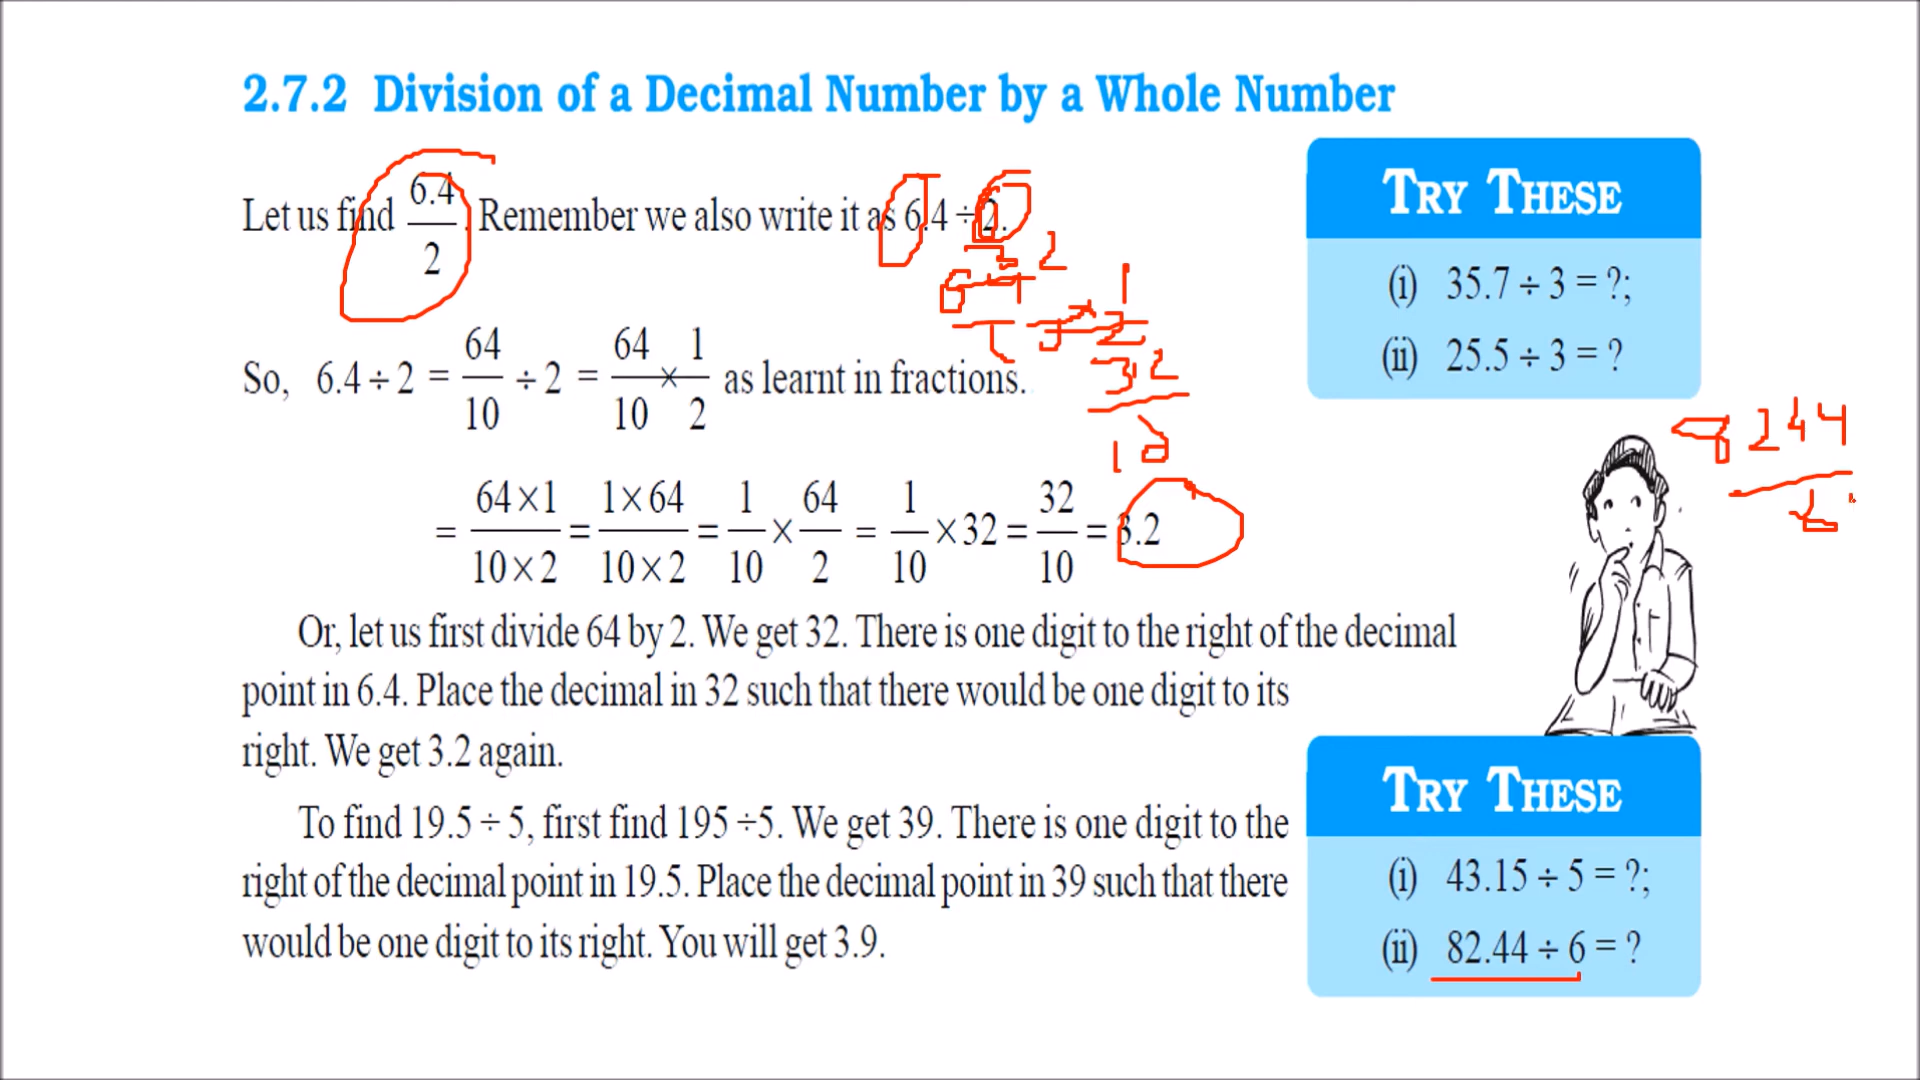 2.7.2 Division of a Decimal Number by a Whole Number
Let us find 6.4/2. Remember we also write it as 6.4 ÷ 2.
So, 6.4 ÷ 2 = 64/10 ÷ 2 = 64/10 × 1/2 as learnt in fractions.
= 64×1/10×2 = 1×64/10×2 = 1/10 × 64/2 = 1/10 ×32 = 32/10 = 3.2
Or, let us first divide 64 by 2. We get 32. There is one digit to the right of the decimal
point in 6.4. Place the decimal in 32 such that there would be one digit to its
right. We get 3.2 again.
To find 19.5 ÷ 5, first find 195 ÷5. We get 39. There is one digit to the
right of the decimal point in 19.5. Place the decimal point in 39 such that there
would be one digit to its right. You will get 3.9.
TRY THESE
(i) 35.7 ÷ 3 = ?;
(ii) 25.5 ÷ 3 = ?
8244
TRY THESE
(i) 43.15 ÷ 5 = ?;
(ii) 82.44 ÷ 6 = ?
32
10